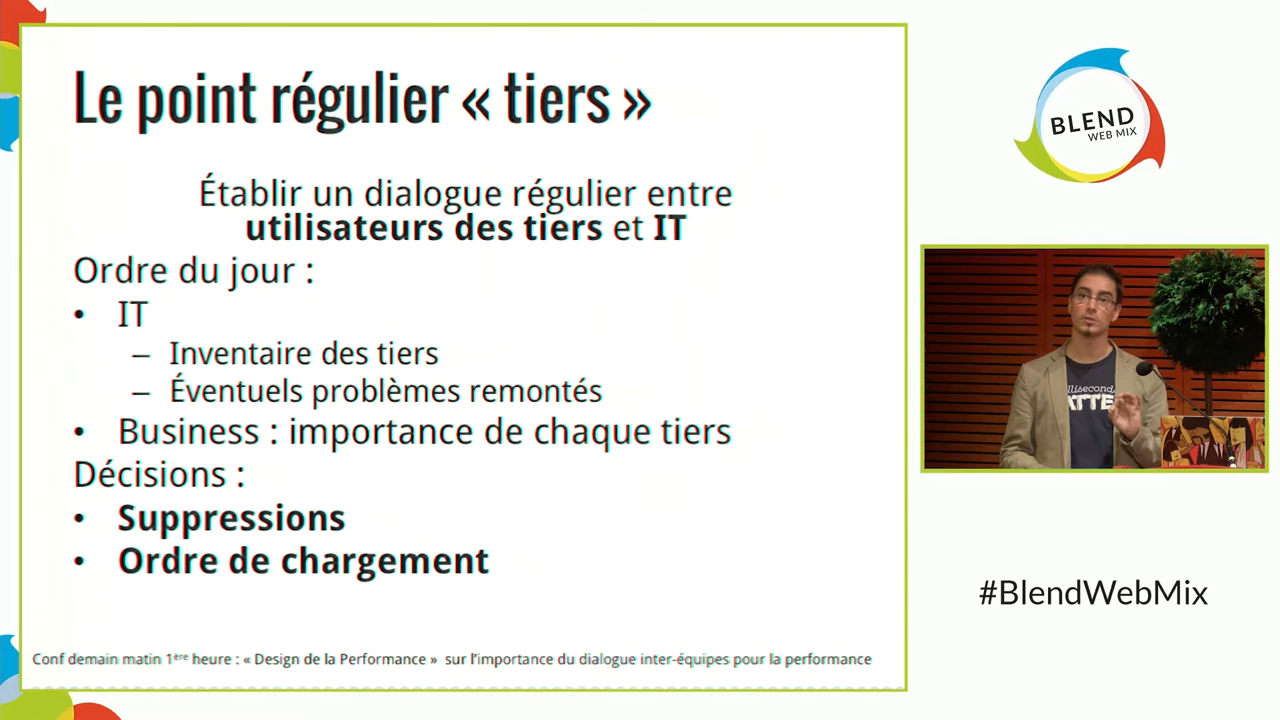 Le point régulier « tiers »
Établir un dialogue régulier entre
utilisateurs des tiers et IT
Ordre du jour :
• IT
– Inventaire des tiers
– Éventuels problèmes remontés
• Business : importance de chaque tiers
Décisions :
• Suppressions
• Ordre de chargement
Conf demain matin 1ère heure : « Design de la Performance » sur l'importance du dialogue inter-équipes pour la performance
BLEND
WEB MIX
#BlendWebMix